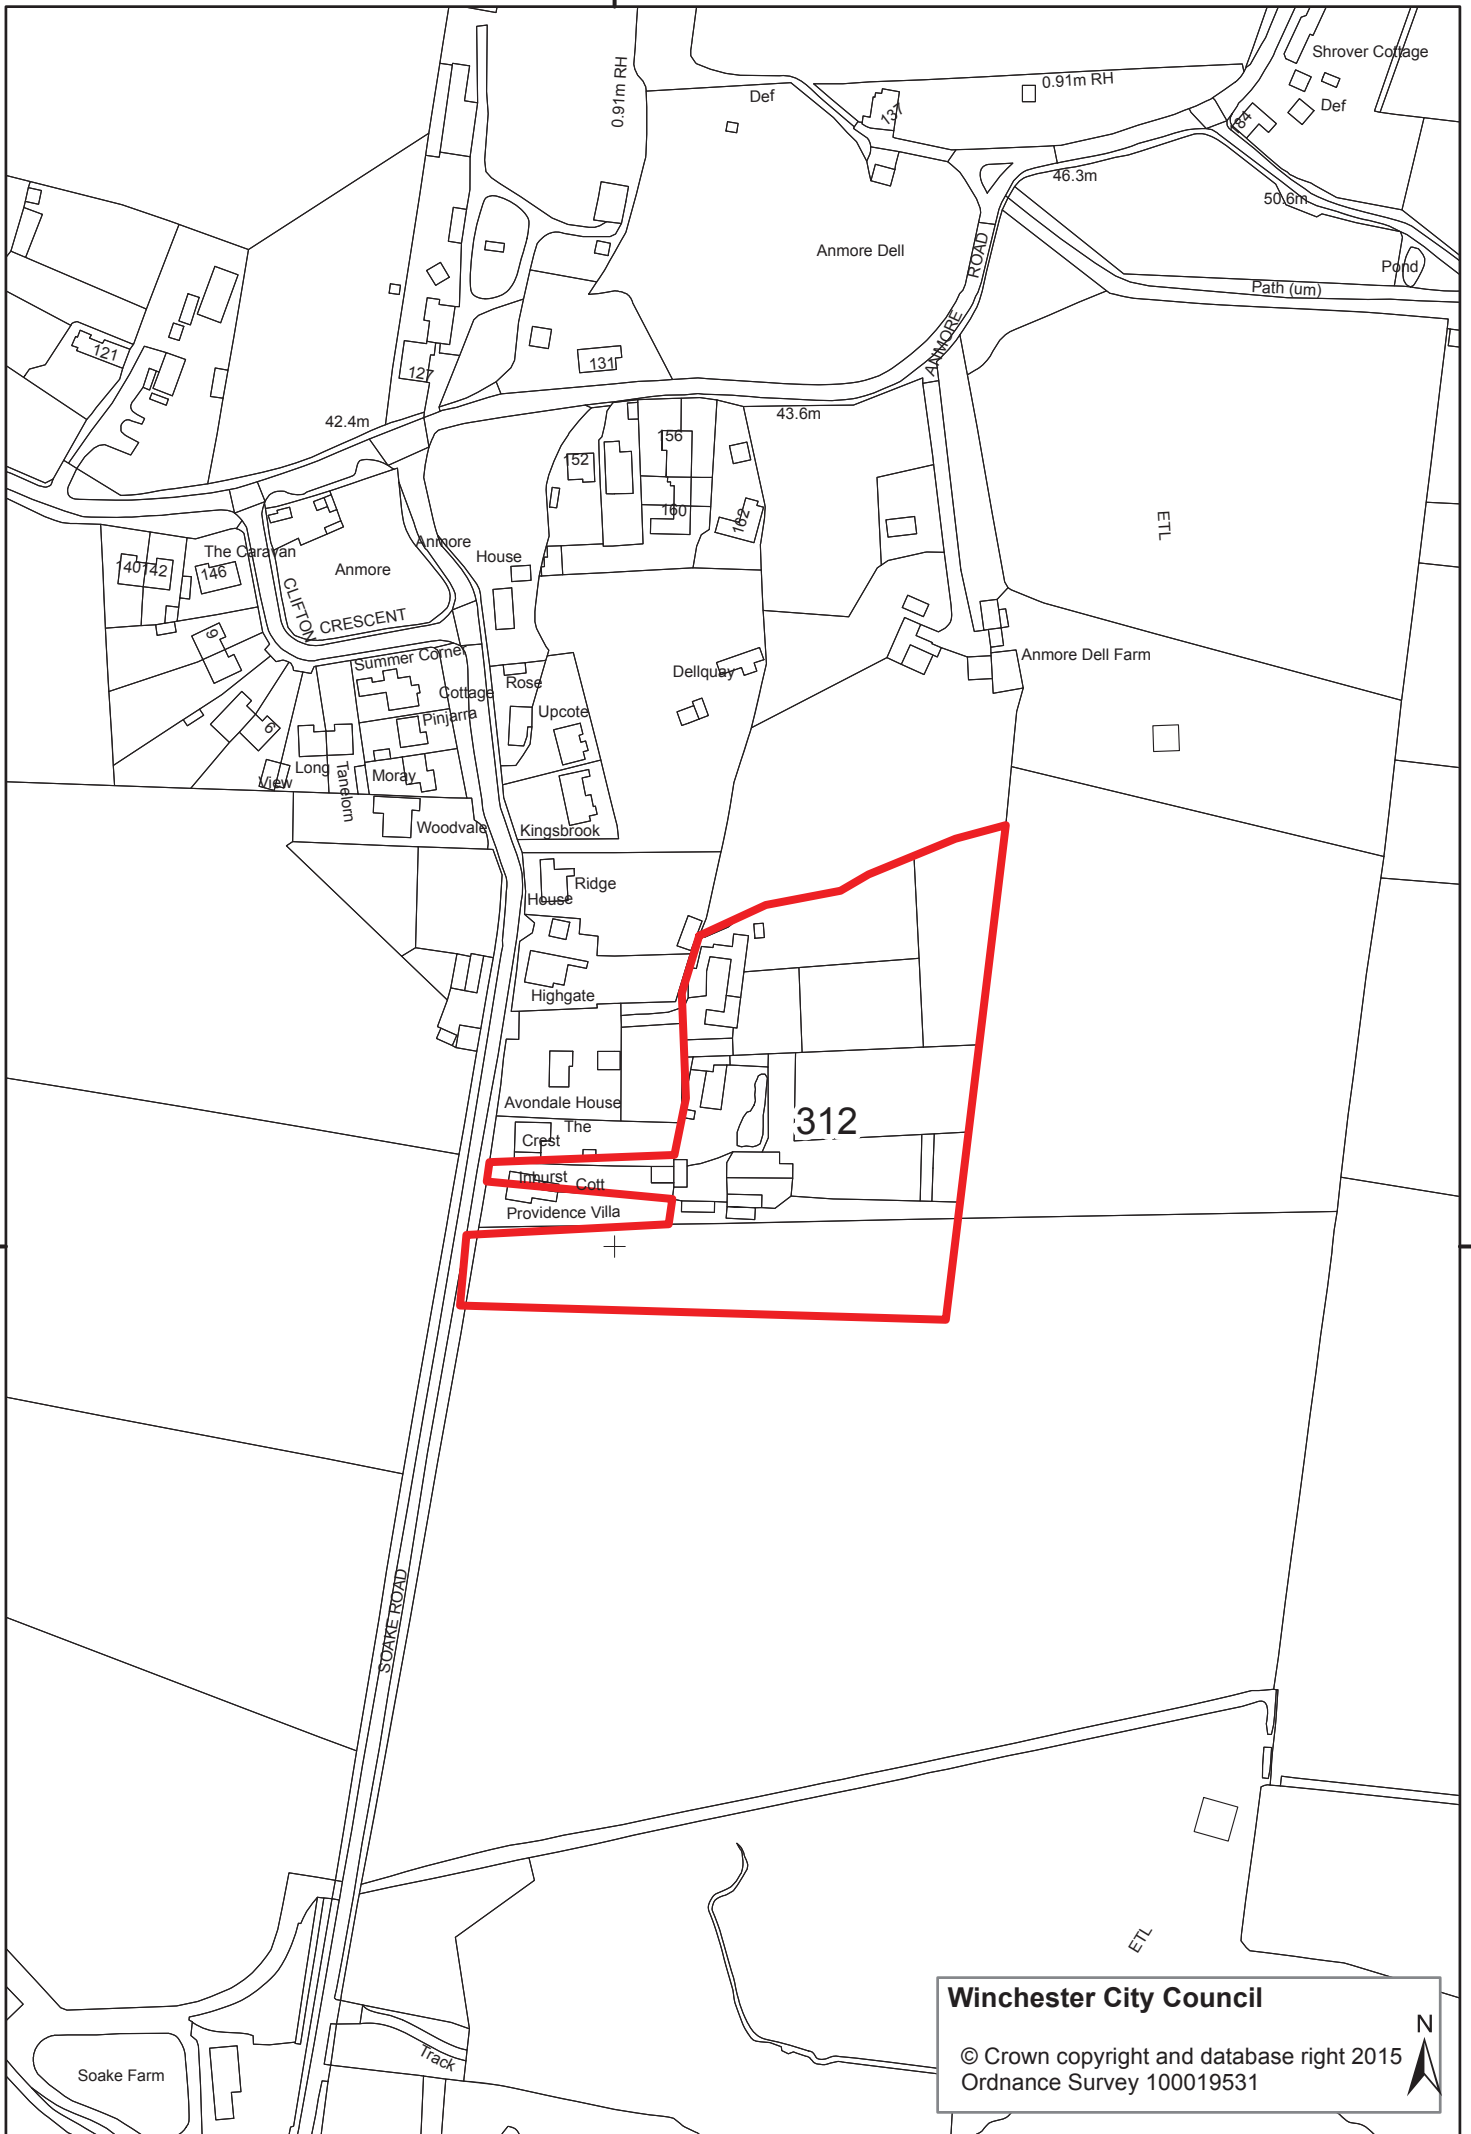 Shrover Cottage
0.91m RH
0.91m RH
Def
137
Def
184
46.3m
50.6m
Anmore Dell
ANMORE ROAD
Pond
Path (um)
121
127
131
42.4m
43.6m
156
152
160
162
ETL
The Caravan
Anmore
House
140
142
146
Anmore
CLIFTON
CRESCENT
9
Summer Corner
Cottage
Rose
Dellquay
Anmore Dell Farm
Pinjarra
Upcote
6
Long
View
Tanelorn
Moray
Woodvale
Kingsbrook
Ridge
House
Highgate
Avondale House
The
Crest
312
Inhurst Cott
Providence Villa
SOAKE ROAD
ETL
Track
Soake Farm
Winchester City Council
N
© Crown copyright and database right 2015
Ordnance Survey 100019531